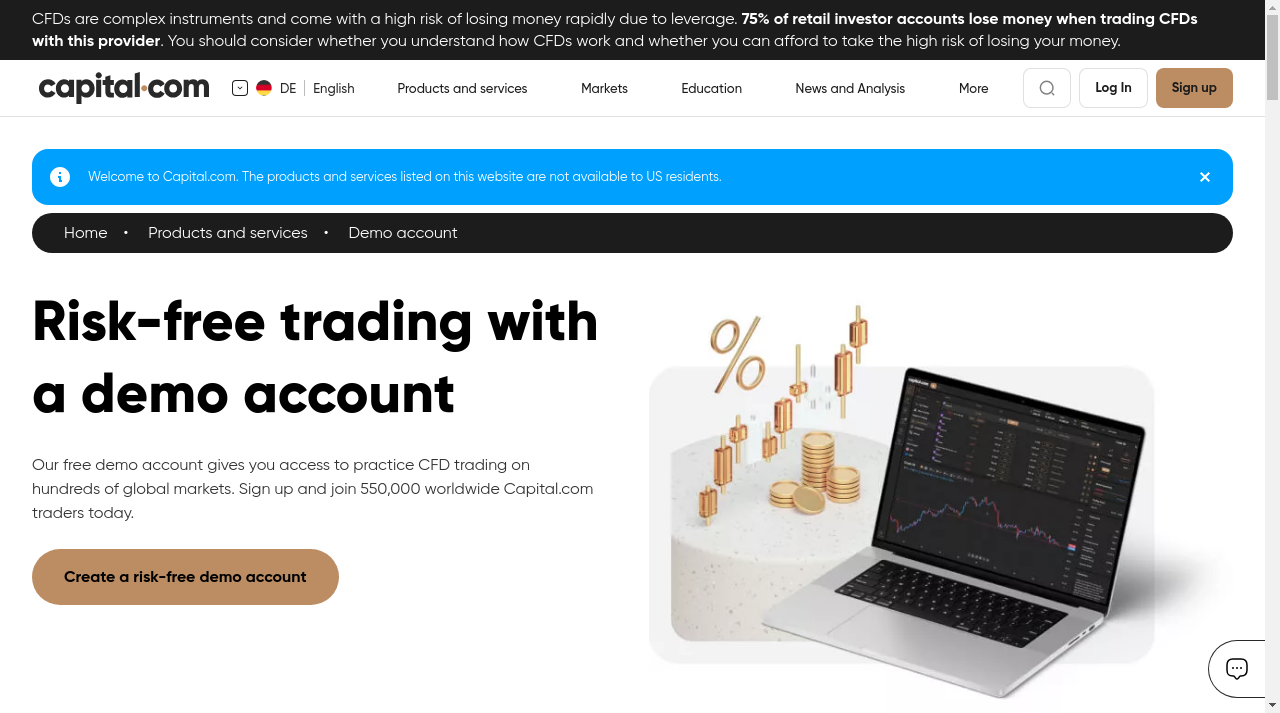 CFDs are complex instruments and come with a high risk of losing money rapidly due to leverage. 75% of retail investor accounts lose money when trading CFDs
with this provider. You should consider whether you understand how CFDs work and whether you can afford to take the high risk of losing your money.
capital.com DE English Products and services Markets Education News and Analysis More Log In Sign up
Welcome to Capital.com. The products and services listed on this website are not available to US residents.
Home • Products and services • Demo account
Risk-free trading with
a demo account
Our free demo account gives you access to practice CFD trading on
hundreds of global markets. Sign up and join 550,000 worldwide Capital.com
traders today.
Create a risk-free demo account
%